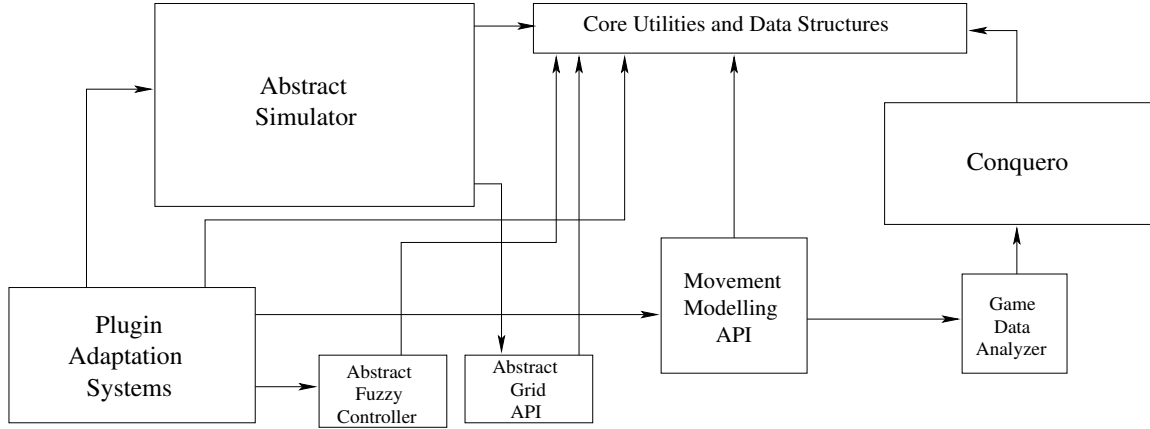 Core Utilities and Data Structures
Abstract
Simulator
Conquero
Plugin
Adaptation
Systems
Abstract
Fuzzy
Controller
Abstract
Grid
API
Movement
Modelling
API
Game
Data
Analyzer